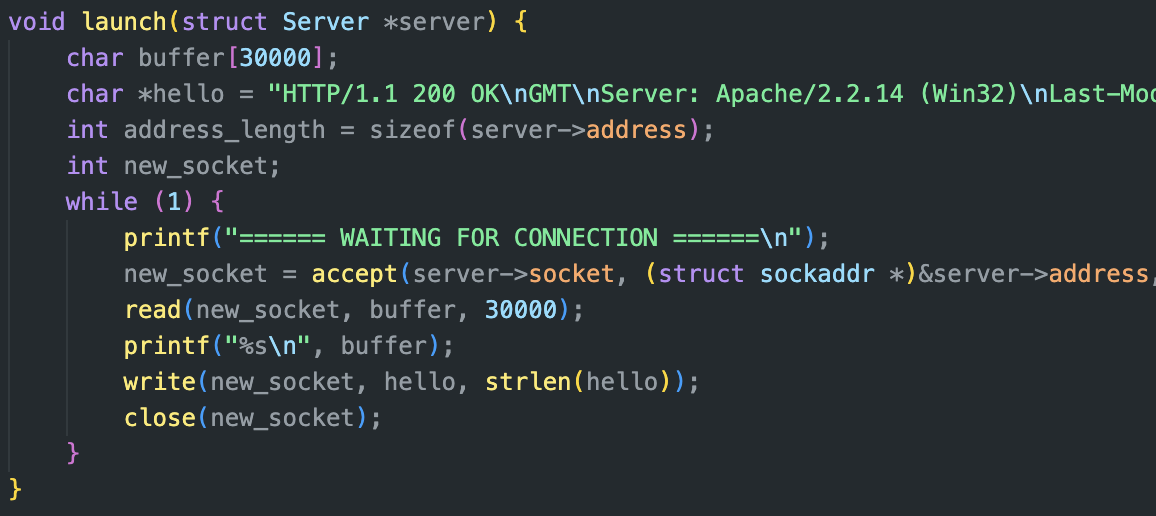 void launch(struct Server *server) {
    char buffer[30000];
    char *hello = "HTTP/1.1 200 OK\nGMT\nServer: Apache/2.2.14 (Win32)\nLast-Mod
    int address_length = sizeof(server->address);
    int new_socket;
    while (1) {
        printf("====== WAITING FOR CONNECTION ======\n");
        new_socket = accept(server->socket, (struct sockaddr *)&server->address,
        read(new_socket, buffer, 30000);
        printf("%s\n", buffer);
        write(new_socket, hello, strlen(hello));
        close(new_socket);
    }
}